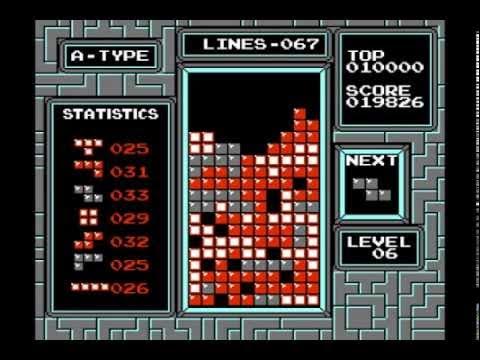 A-TYPE
LINES-067
TOP
010000
SCORE
019826
STATISTICS
025
031
033
029
032
025
026
NEXT
LEVEL
06